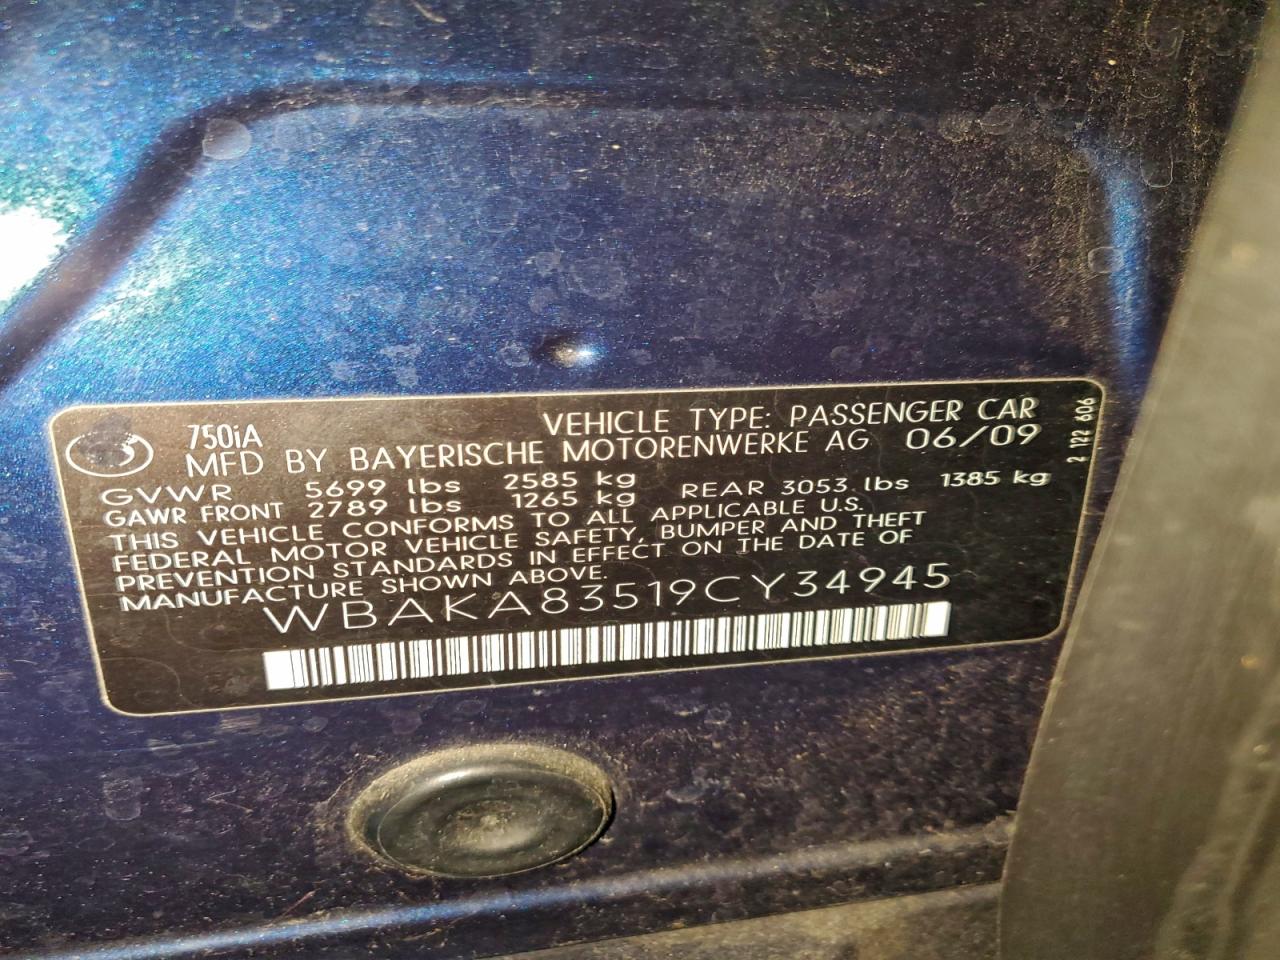 750iA
VEHICLE TYPE: PASSENGER CAR
MFD BY BAYERISCHE MOTORENWERKE AG 06/09
GVWR 5699 lbs 2585 kg
GAWR FRONT 2789 lbs 1265 kg REAR 3053 lbs 1385 kg
THIS VEHICLE CONFORMS TO ALL APPLICABLE U.S.
FEDERAL MOTOR VEHICLE SAFETY, BUMPER AND THEFT
PREVENTION STANDARDS IN EFFECT ON THE DATE OF
MANUFACTURE SHOWN ABOVE.
WBAKA83519CY34945
2 122 606